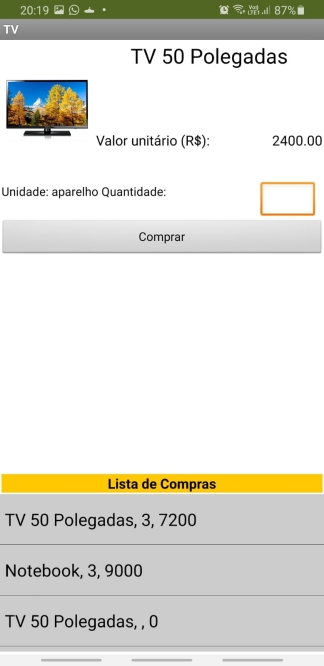 20:19 87%
TV
TV 50 Polegadas
Valor unitário (R$): 2400.00
Unidade: aparelho Quantidade:
Comprar
Lista de Compras
TV 50 Polegadas, 3, 7200
Notebook, 3, 9000
TV 50 Polegadas, , 0